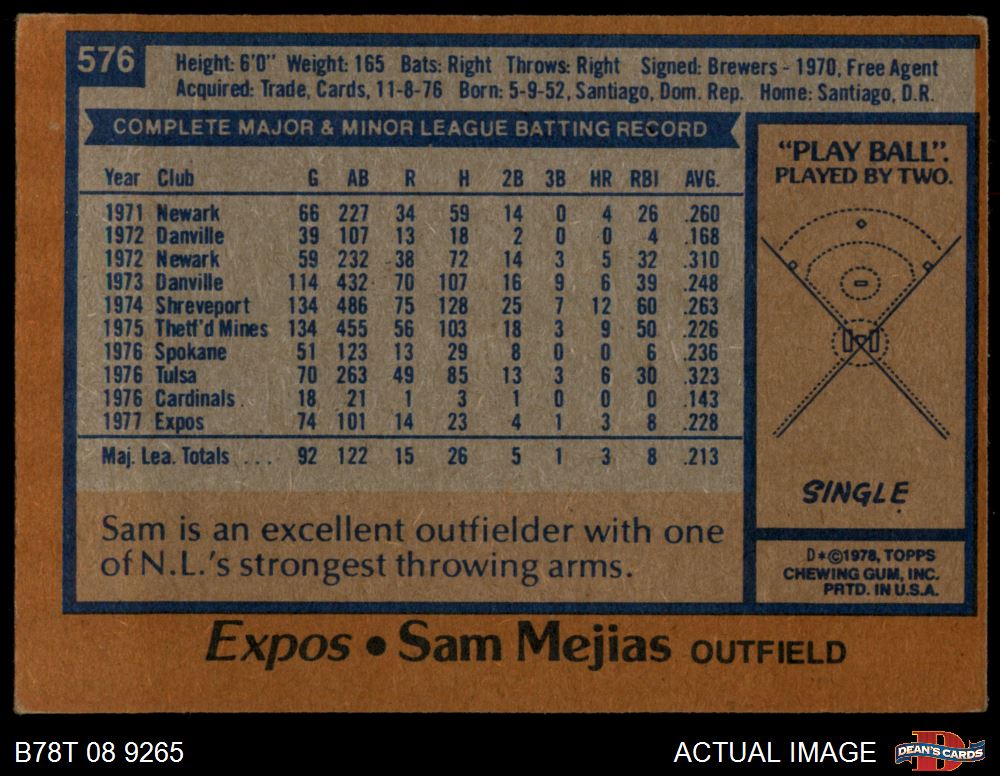 576
Height: 6'0" Weight: 165 Bats: Right Throws: Right Signed: Brewers - 1970, Free Agent
Acquired: Trade, Cards, 11-8-76 Born: 5-9-52, Santiago, Dom. Rep. Home: Santiago, D.R.
COMPLETE MAJOR & MINOR LEAGUE BATTING RECORD
Year Club G AB R H 2B 3B HR RBI AVG.
1971 Newark 66 227 34 59 14 0 4 26 .260
1972 Danville 39 107 13 18 2 0 0 4 .168
1972 Newark 59 232 38 72 14 3 5 32 .310
1973 Danville 114 432 70 107 16 9 6 39 .248
1974 Shreveport 134 486 75 128 25 7 12 60 .263
1975 Thetf'd Mines 134 455 56 103 18 3 9 50 .226
1976 Spokane 51 123 13 29 8 0 0 6 .236
1976 Tulsa 70 263 49 85 13 3 6 30 .323
1976 Cardinals 18 21 1 3 1 0 0 0 .143
1977 Expos 74 101 14 23 4 1 3 8 .228
Maj. Lea. Totals ... 92 122 15 26 5 1 3 8 .213
Sam is an excellent outfielder with one
of N.L.'s strongest throwing arms.
"PLAY BALL".
PLAYED BY TWO.
SINGLE
D*©1978, TOPPS
CHEWING GUM, INC.
PRTD. IN U.S.A.
Expos • Sam Mejias OUTFIELD
B78T 08 9265
ACTUAL IMAGE
D
DEAN'S CARDS